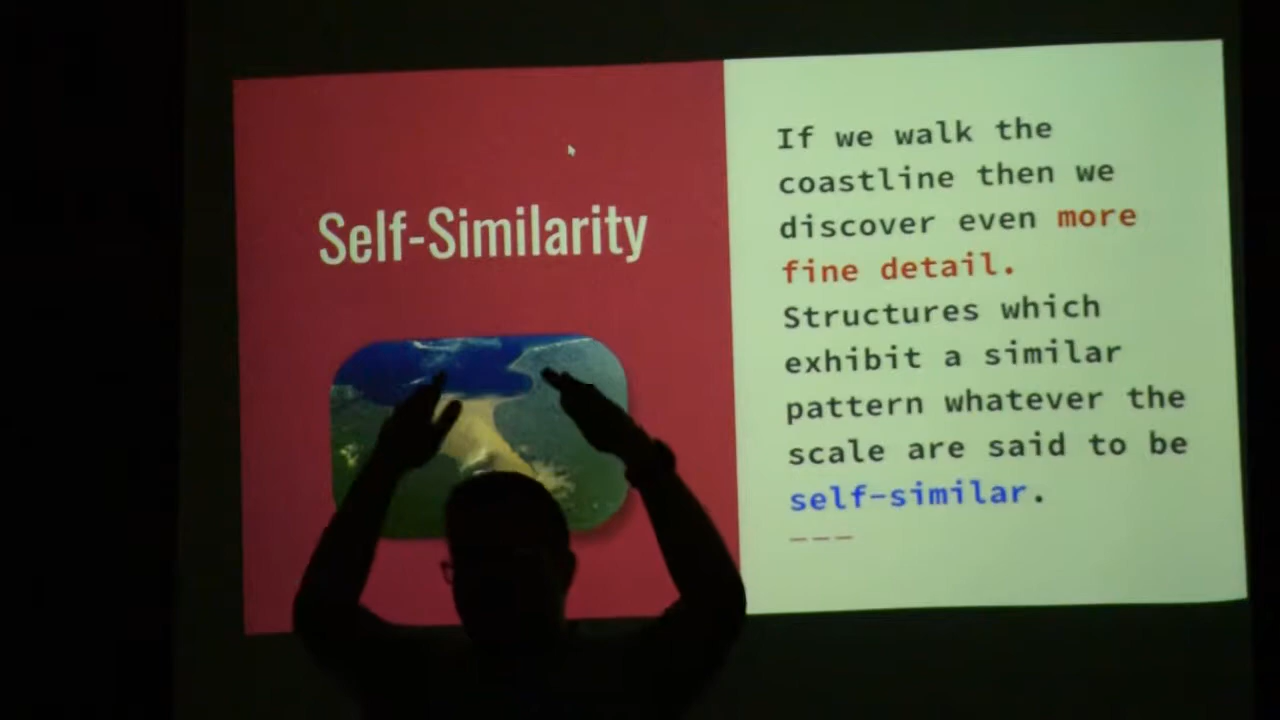 Self-Similarity
If we walk the
coastline then we
discover even more
fine detail.
Structures which
exhibit a similar
pattern whatever the
scale are said to be
self-similar.